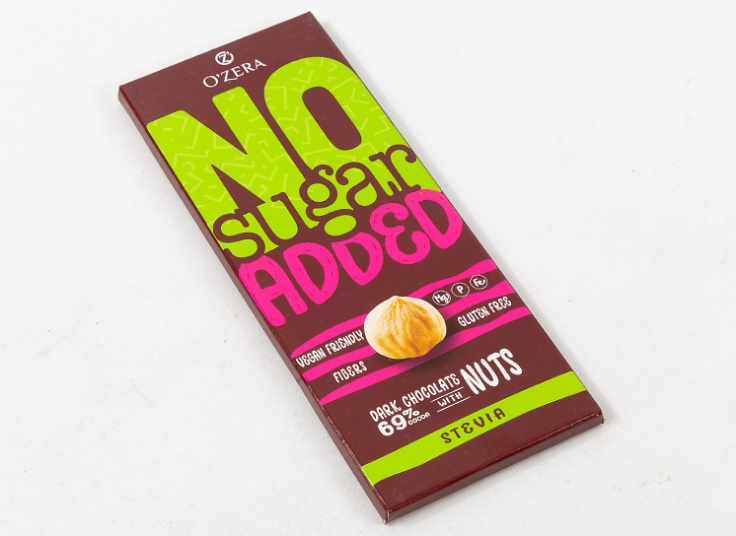 O'ZERA
NO
sugar
ADDED
Mg P Fe
VEGAN FRIENDLY
GLUTEN FREE
FIBERS
DARK CHOCOLATE
69% COCOA
WITH NUTS
STEVIA